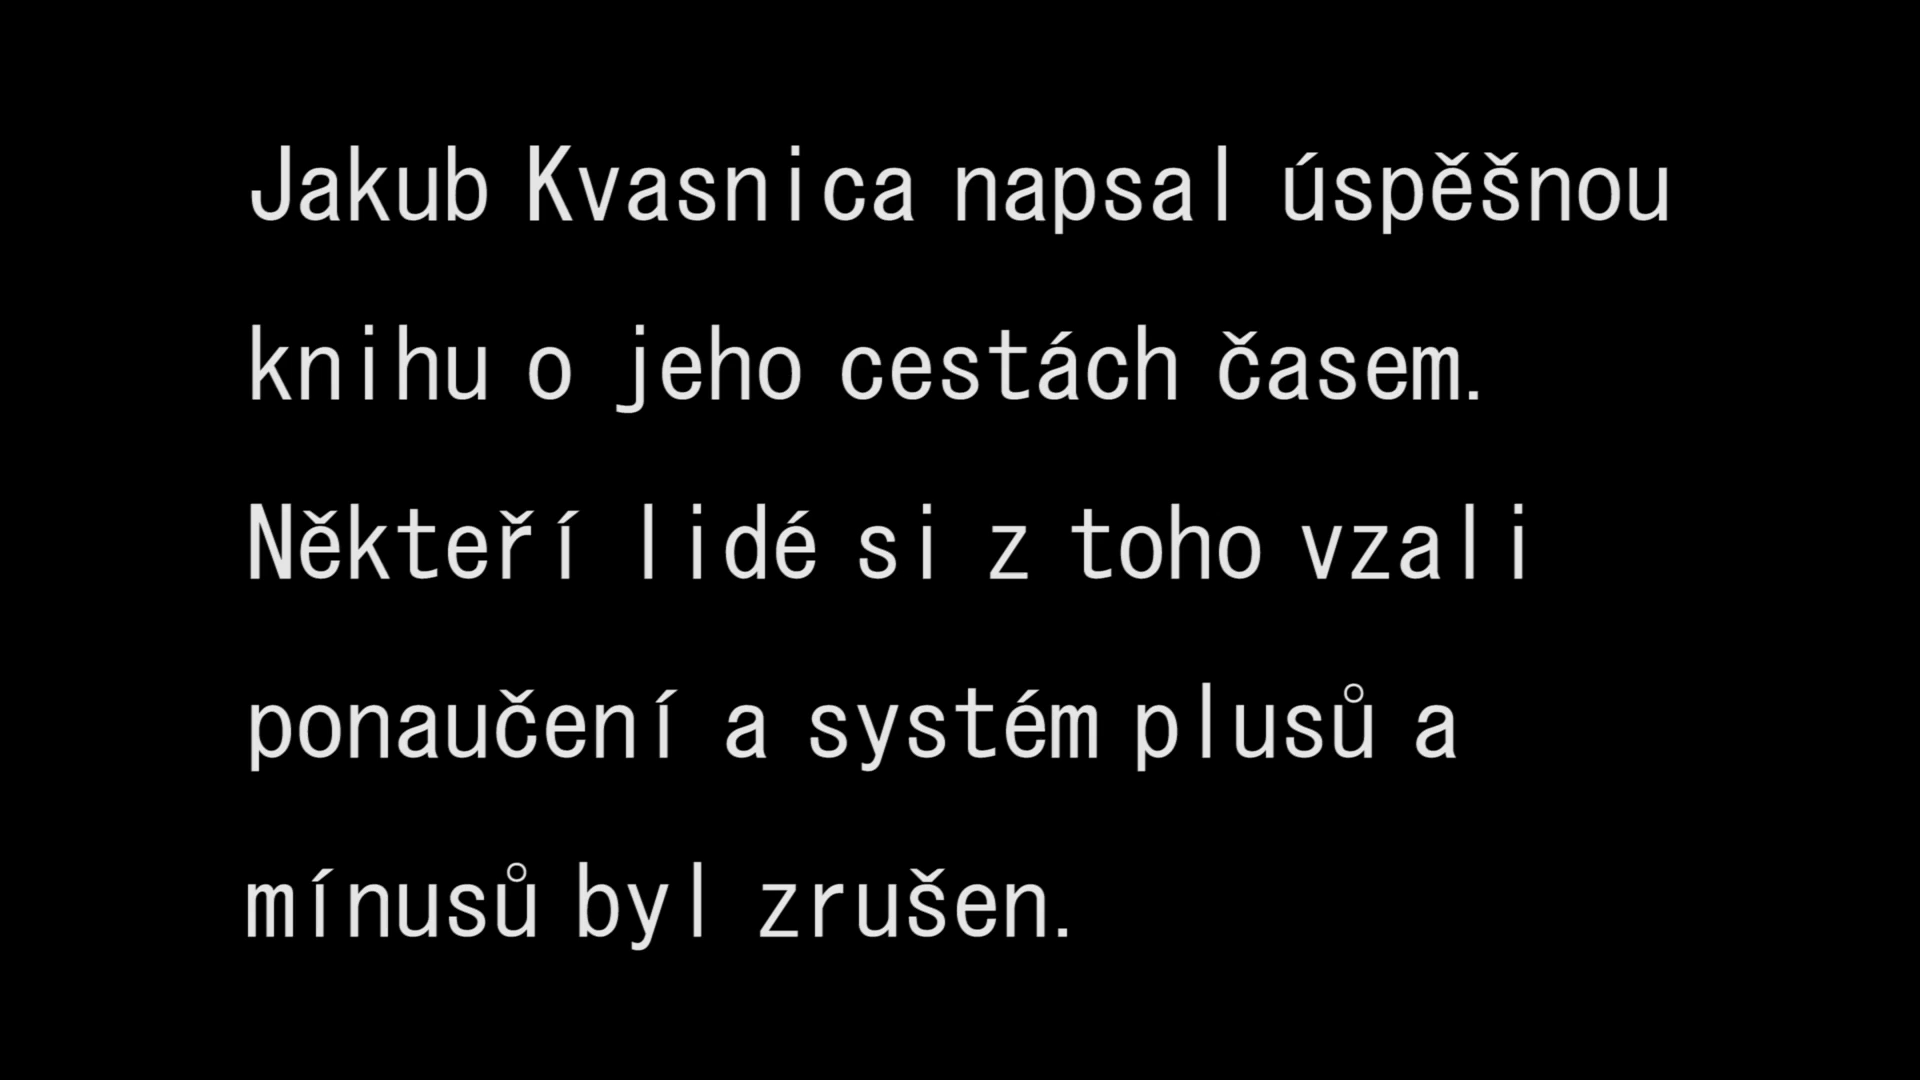 Jakub Kvasnica napsal úspěšnou
knihu o jeho cestách časem.
Někteří lidé si z toho vzali
ponaučení a systém plusů a
mínusů byl zrušen.